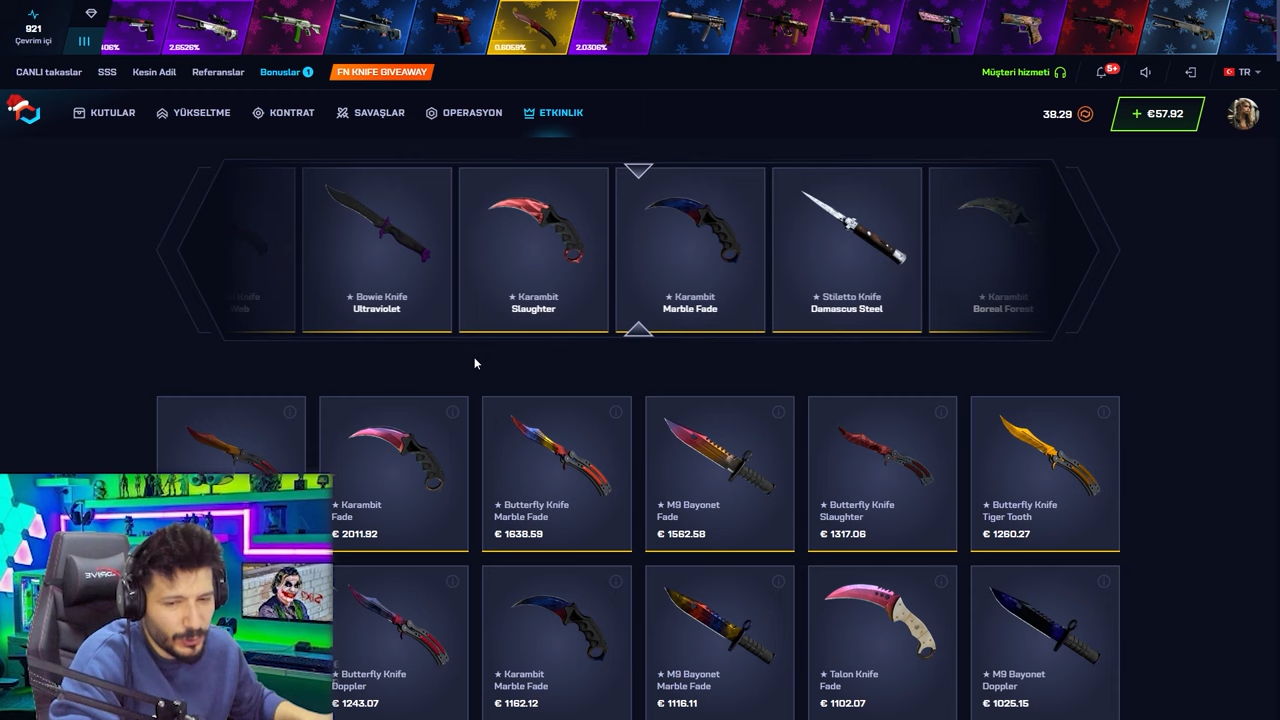 921
Çevrim içi
2.6526%
0.6059%
2.0306%
CANLI takaslar
SSS
Kesin Adil
Referanslar
Bonuslar 1
FN KNIFE GIVEAWAY
Müşteri hizmeti
5+
TR
KUTULAR
YÜKSELTME
KONTRAT
SAVAŞLAR
OPERASYON
ETKINLIK
38.29
+ €57.92
Knife
Web
★ Bowie Knife
Ultraviolet
★ Karambit
Slaughter
★ Karambit
Marble Fade
★ Stiletto Knife
Damascus Steel
★ Karambit
Boreal Forest
★ Karambit
Fade
€ 2011.92
★ Butterfly Knife
Marble Fade
€ 1638.59
★ M9 Bayonet
Fade
€ 1562.58
★ Butterfly Knife
Slaughter
€ 1317.06
★ Butterfly Knife
Tiger Tooth
€ 1260.27
★ Butterfly Knife
Doppler
€ 1243.07
★ Karambit
Marble Fade
€ 1162.12
★ M9 Bayonet
Marble Fade
€ 1116.11
★ Talon Knife
Fade
€ 1102.07
★ M9 Bayonet
Doppler
€ 1025.15